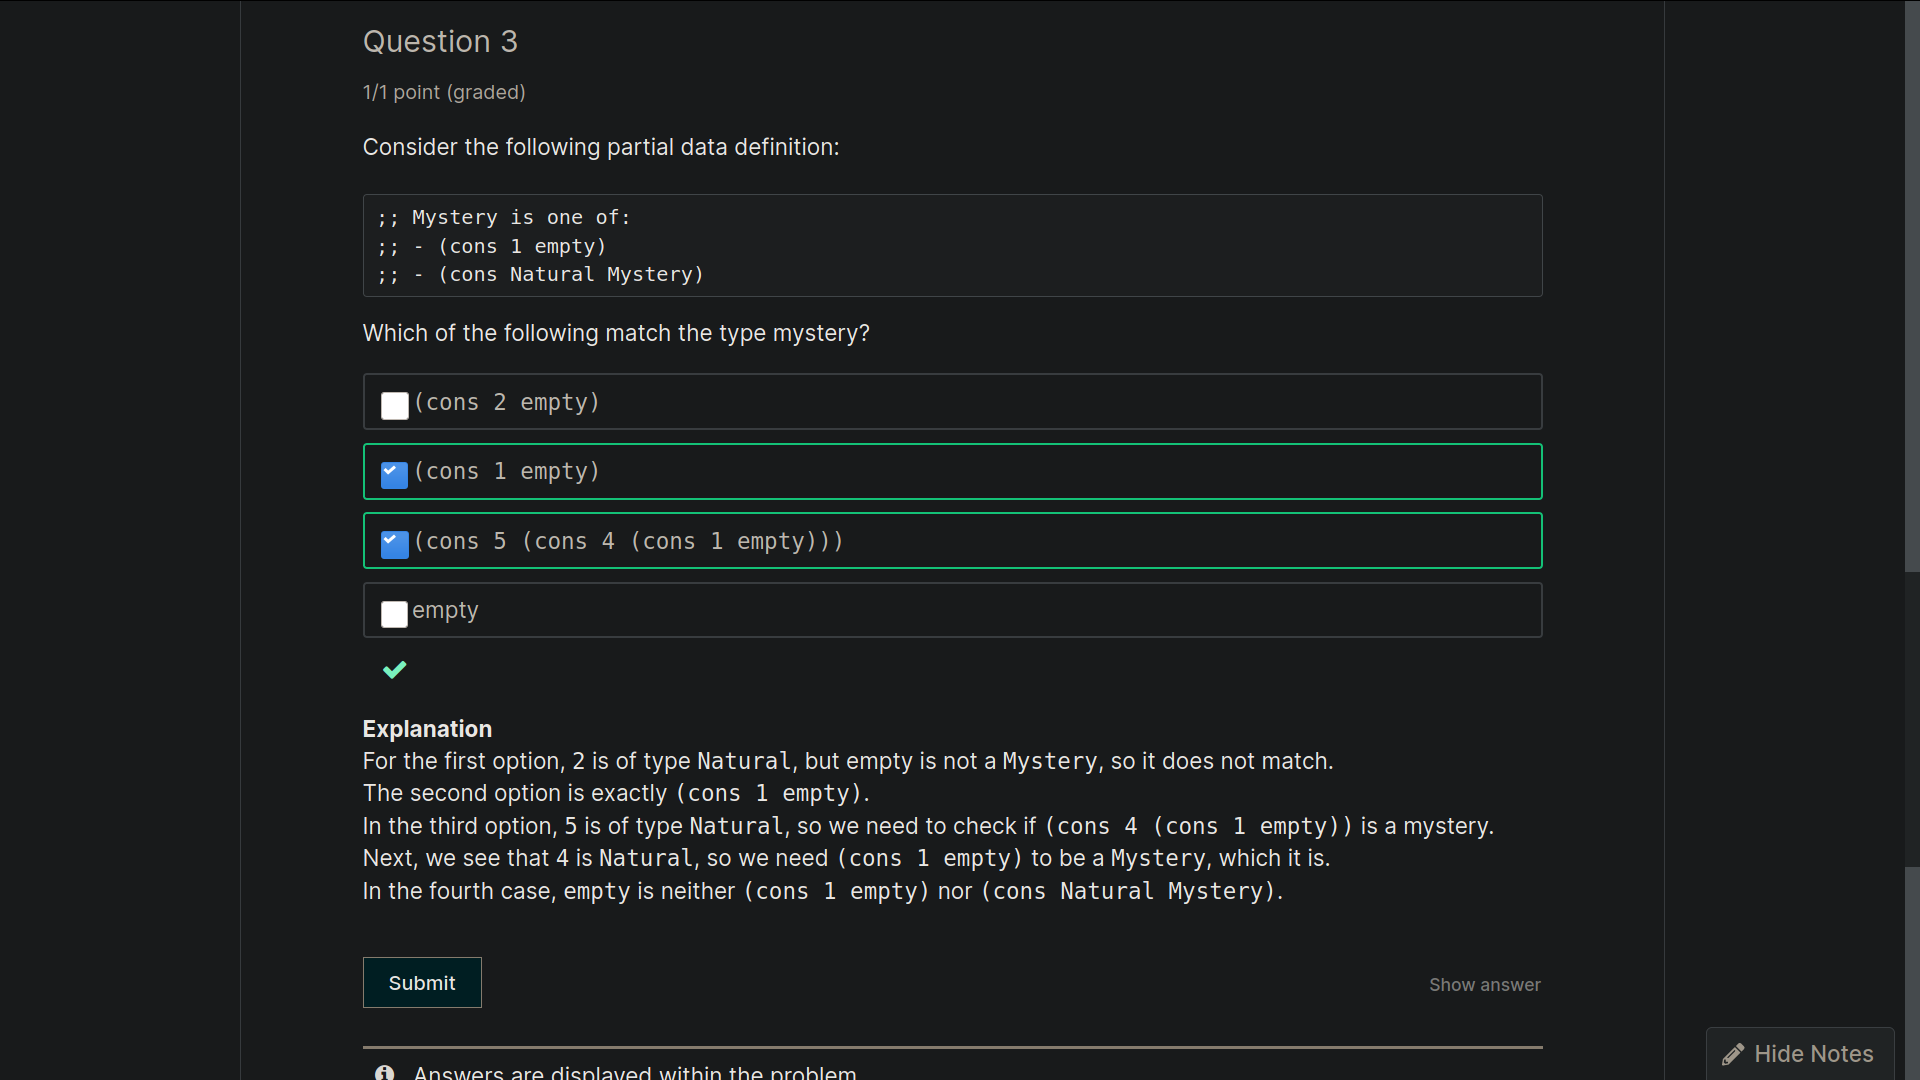 Question 3
1/1 point (graded)
Consider the following partial data definition:
;; Mystery is one of:
;; - (cons 1 empty)
;; - (cons Natural Mystery)
Which of the following match the type mystery?
(cons 2 empty)
(cons 1 empty)
(cons 5 (cons 4 (cons 1 empty)))
empty
Explanation
For the first option, 2 is of type Natural, but empty is not a Mystery, so it does not match.
The second option is exactly (cons 1 empty).
In the third option, 5 is of type Natural, so we need to check if (cons 4 (cons 1 empty)) is a mystery.
Next, we see that 4 is Natural, so we need (cons 1 empty) to be a Mystery, which it is.
In the fourth case, empty is neither (cons 1 empty) nor (cons Natural Mystery).
Submit
Show answer
Hide Notes
Answers are displayed within the problem